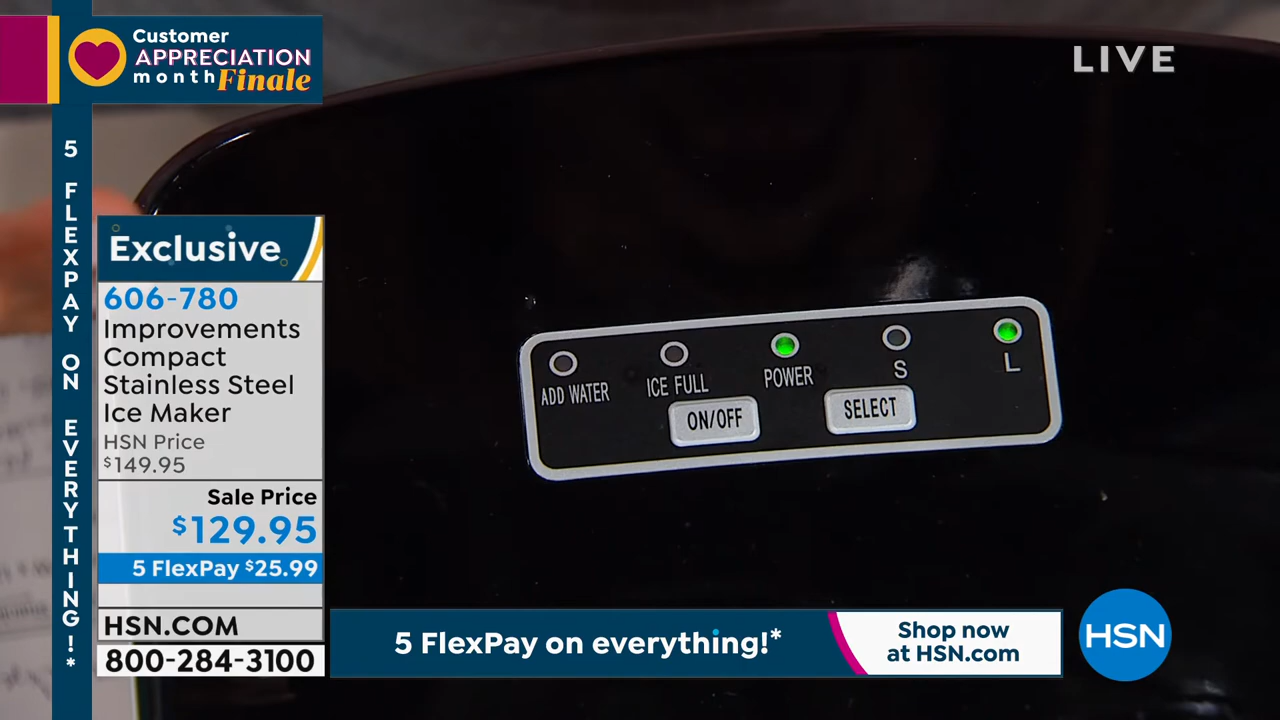 Customer
APPRECIATION
month Finale
LIVE
5 FLEXPAY ON EVERYTHING!*
Exclusive
606-780
Improvements
Compact
Stainless Steel
Ice Maker
HSN Price
$149.95
Sale Price
$129.95
5 FlexPay $25.99
HSN.COM
800-284-3100
ADD WATER
ICE FULL
POWER
S
L
ON/OFF
SELECT
5 FlexPay on everything!*
Shop now
at HSN.com
HSN